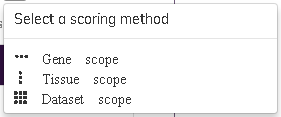 Select a scoring method
Gene scope
Tissue scope
Dataset scope